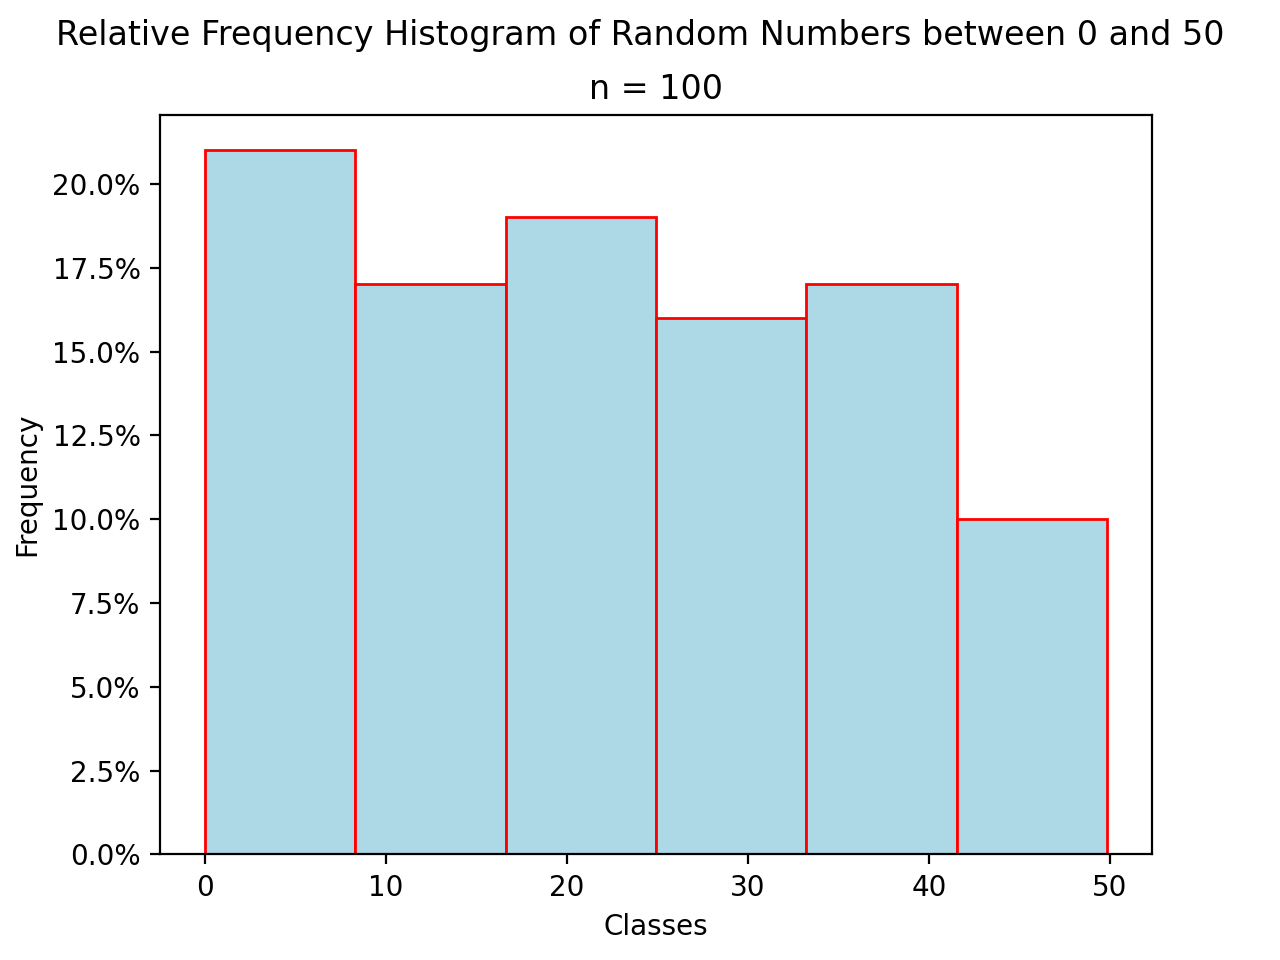 Relative Frequency Histogram of Random Numbers between 0 and 50
n = 100
20.0%
17.5%
15.0%
12.5%
10.0%
7.5%
5.0%
2.5%
0.0%
Frequency
0 10 20 30 40 50
Classes